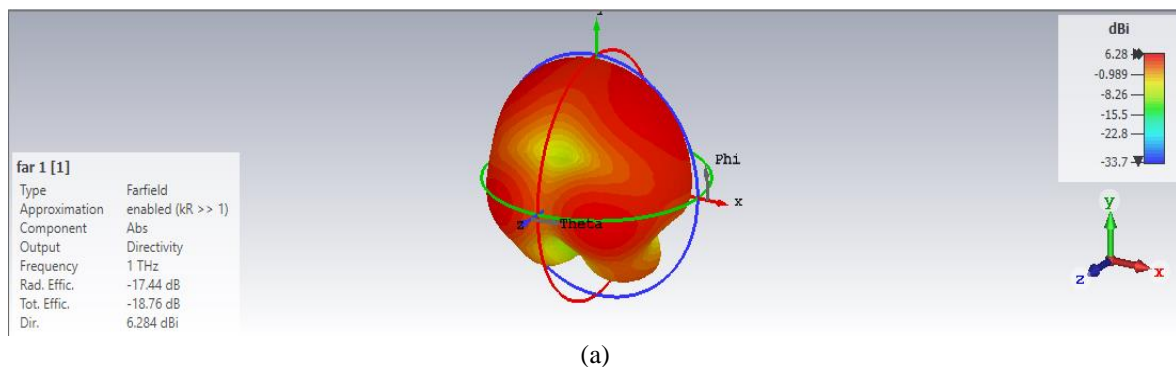 dBi
6.28
-0.989
-8.26
-15.5
-22.8
-33.7
Phi
x
z
Theta
far 1 [1]
Type Farfield
Approximation enabled (kR >> 1)
Component Abs
Output Directivity
Frequency 1 THz
Rad. Effic. -17.44 dB
Tot. Effic. -18.76 dB
Dir. 6.284 dBi
y
z
x
(a)